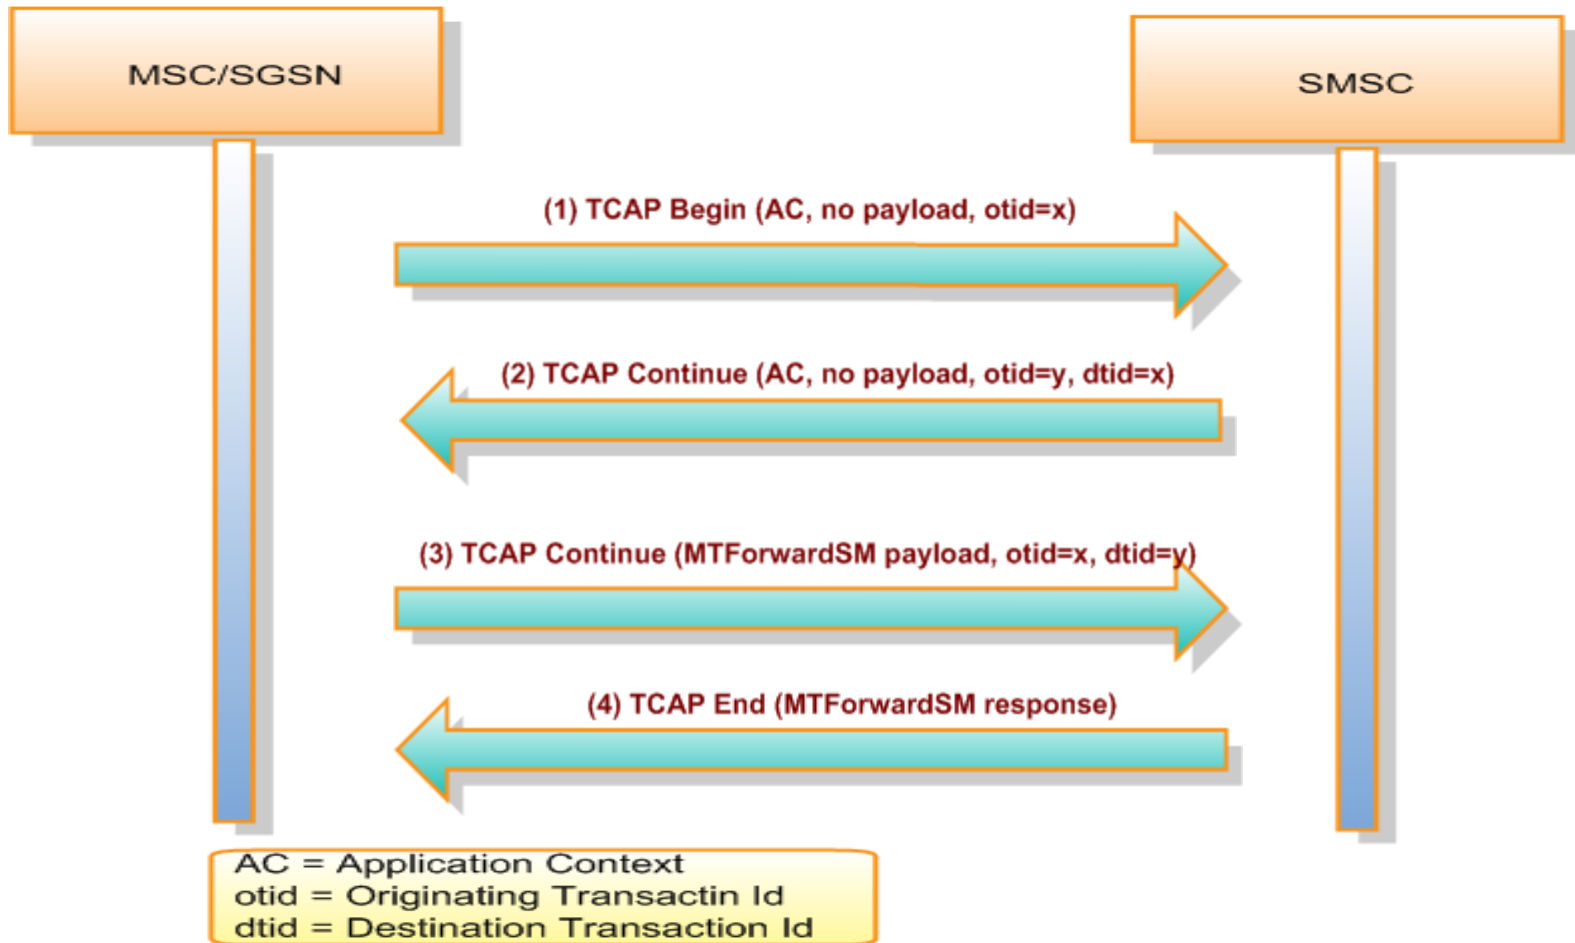 MSC/SGSN
SMSC
(1) TCAP Begin (AC, no payload, otid=x)
(2) TCAP Continue (AC, no payload, otid=y, dtid=x)
(3) TCAP Continue (MTForwardSM payload, otid=x, dtid=y)
(4) TCAP End (MTForwardSM response)
AC = Application Context
otid = Originating Transactin Id
dtid = Destination Transaction Id